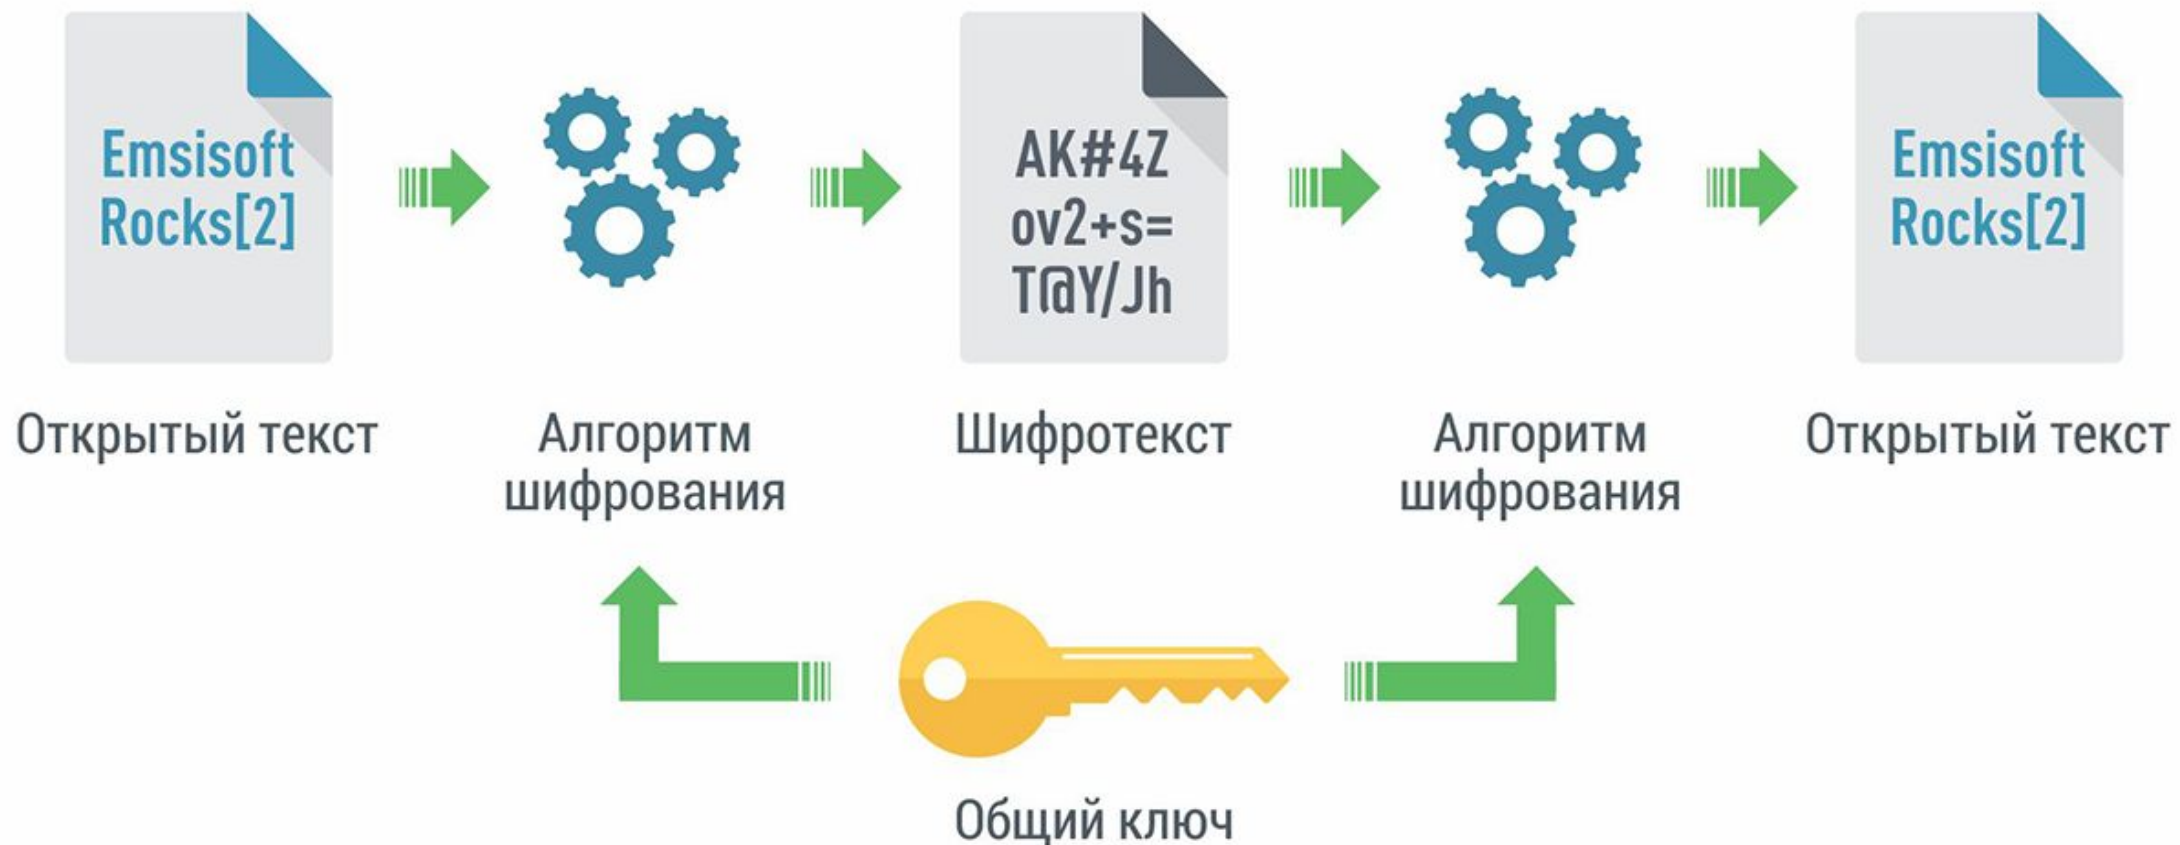 Emsisoft
Rocks[2]
AK#4Z
ov2+s=
T@Y/Jh
Emsisoft
Rocks[2]
Открытый текст
Алгоритм
шифрования
Шифротекст
Алгоритм
шифрования
Открытый текст
Общий ключ